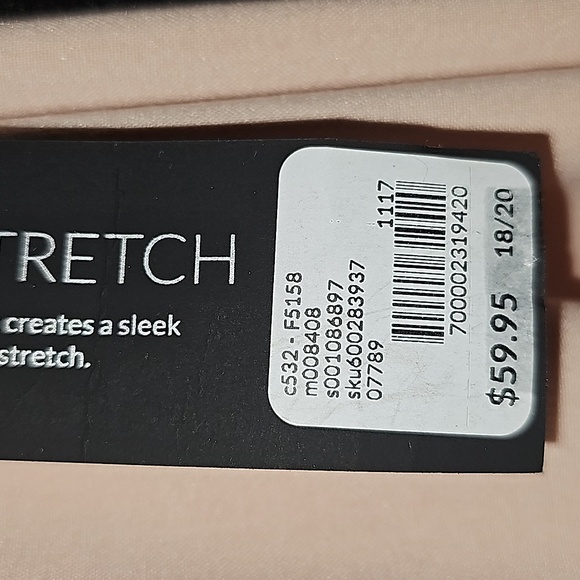 TRETCH
creates a sleek
stretch.
c532 - F5158
m008408
s001086897
sku600283937
07789 1117
700002319420
$59.95 18/20